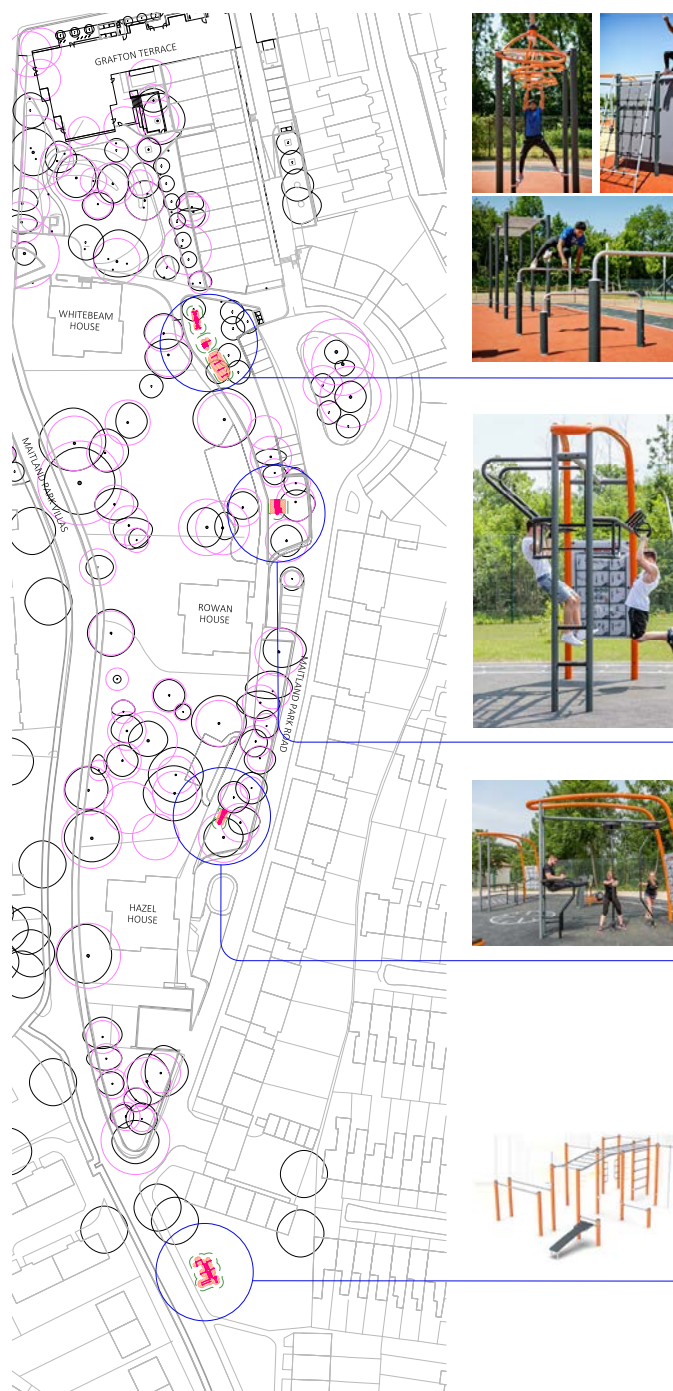 GRAFTON TERRACE
WHITEBEAM
HOUSE
MAITLAND PARK VILLAS
ROWAN
HOUSE
MAITLAND PARK ROAD
HAZEL
HOUSE